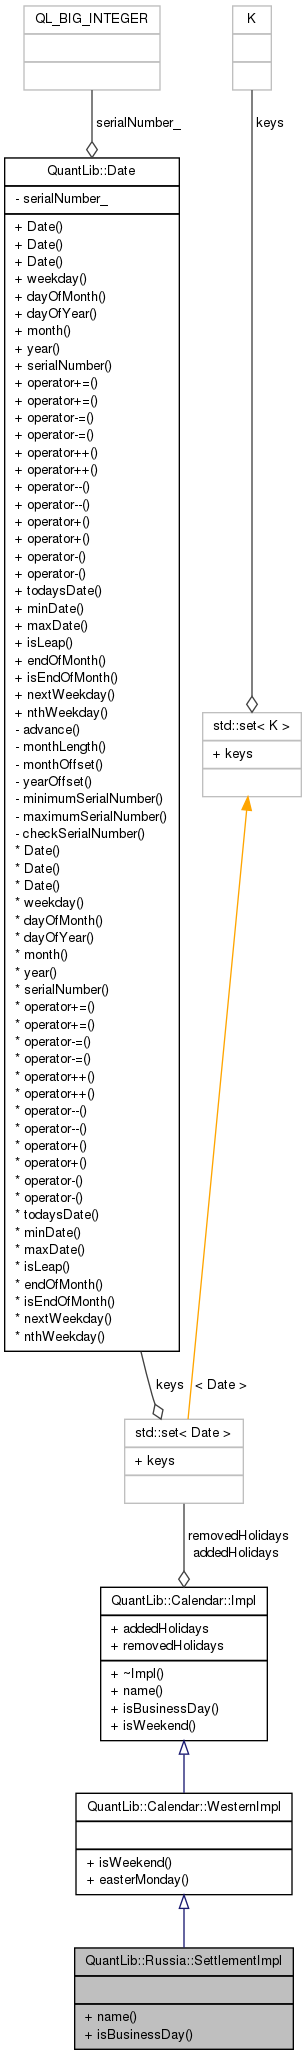 QL_BIG_INTEGER
K
serialNumber_
keys
QuantLib::Date
- serialNumber_
+ Date()
+ Date()
+ Date()
+ weekday()
+ dayOfMonth()
+ dayOfYear()
+ month()
+ year()
+ serialNumber()
+ operator+=()
+ operator+=()
+ operator-=()
+ operator-=()
+ operator++()
+ operator++()
+ operator--()
+ operator--()
+ operator+()
+ operator+()
+ operator-()
+ operator-()
+ todaysDate()
+ minDate()
+ maxDate()
+ isLeap()
+ endOfMonth()
+ isEndOfMonth()
+ nextWeekday()
+ nthWeekday()
- advance()
- monthLength()
- monthOffset()
- yearOffset()
- minimumSerialNumber()
- maximumSerialNumber()
- checkSerialNumber()
* Date()
* Date()
* Date()
* weekday()
* dayOfMonth()
* dayOfYear()
* month()
* year()
* serialNumber()
* operator+=()
* operator+=()
* operator-=()
* operator-=()
* operator++()
* operator++()
* operator--()
* operator--()
* operator+()
* operator+()
* operator-()
* operator-()
* todaysDate()
* minDate()
* maxDate()
* isLeap()
* endOfMonth()
* isEndOfMonth()
* nextWeekday()
* nthWeekday()
std::set< K >
+ keys
keys
< Date >
std::set< Date >
+ keys
removedHolidays
addedHolidays
QuantLib::Calendar::Impl
+ addedHolidays
+ removedHolidays
+ ~Impl()
+ name()
+ isBusinessDay()
+ isWeekend()
QuantLib::Calendar::WesternImpl
+ isWeekend()
+ easterMonday()
QuantLib::Russia::SettlementImpl
+ name()
+ isBusinessDay()